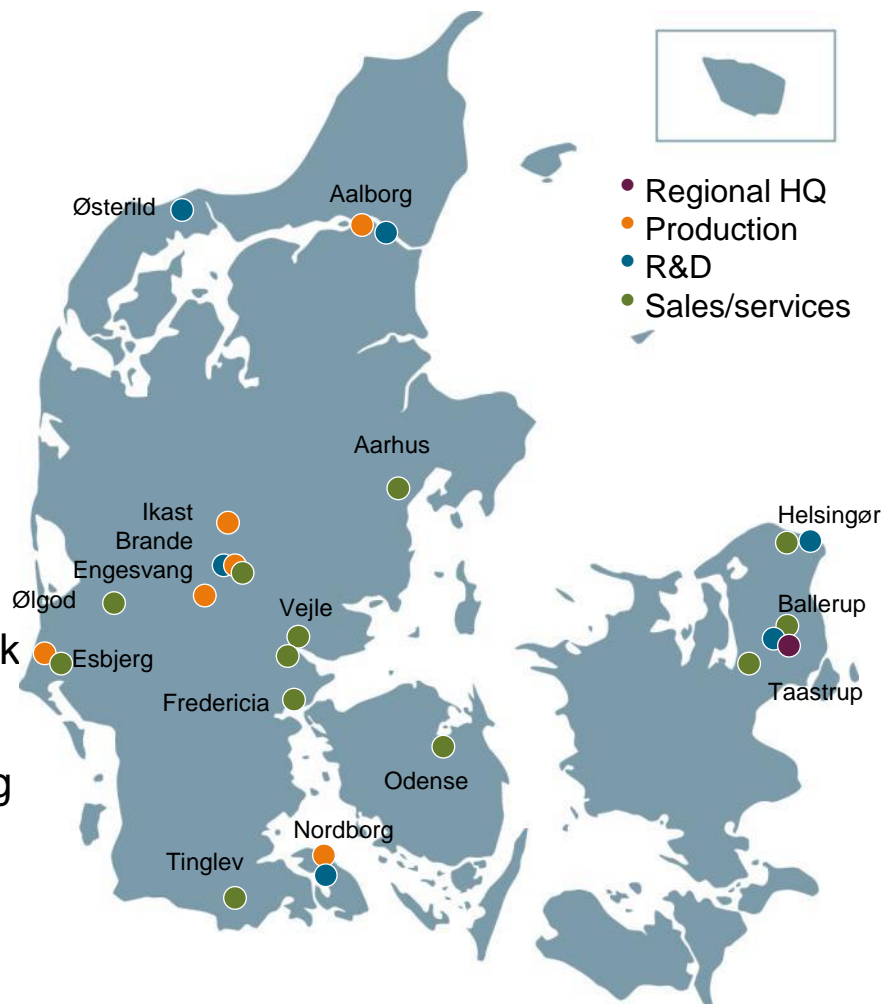 Regional HQ
Production
R&D
Sales/services
Østerild
Aalborg
Aarhus
Ikast
Brande
Engesvang
Helsingør
Ølgod
Vejle
Ballerup
k
Esbjerg
Taastrup
Fredericia
Odense
g
Nordborg
Tinglev